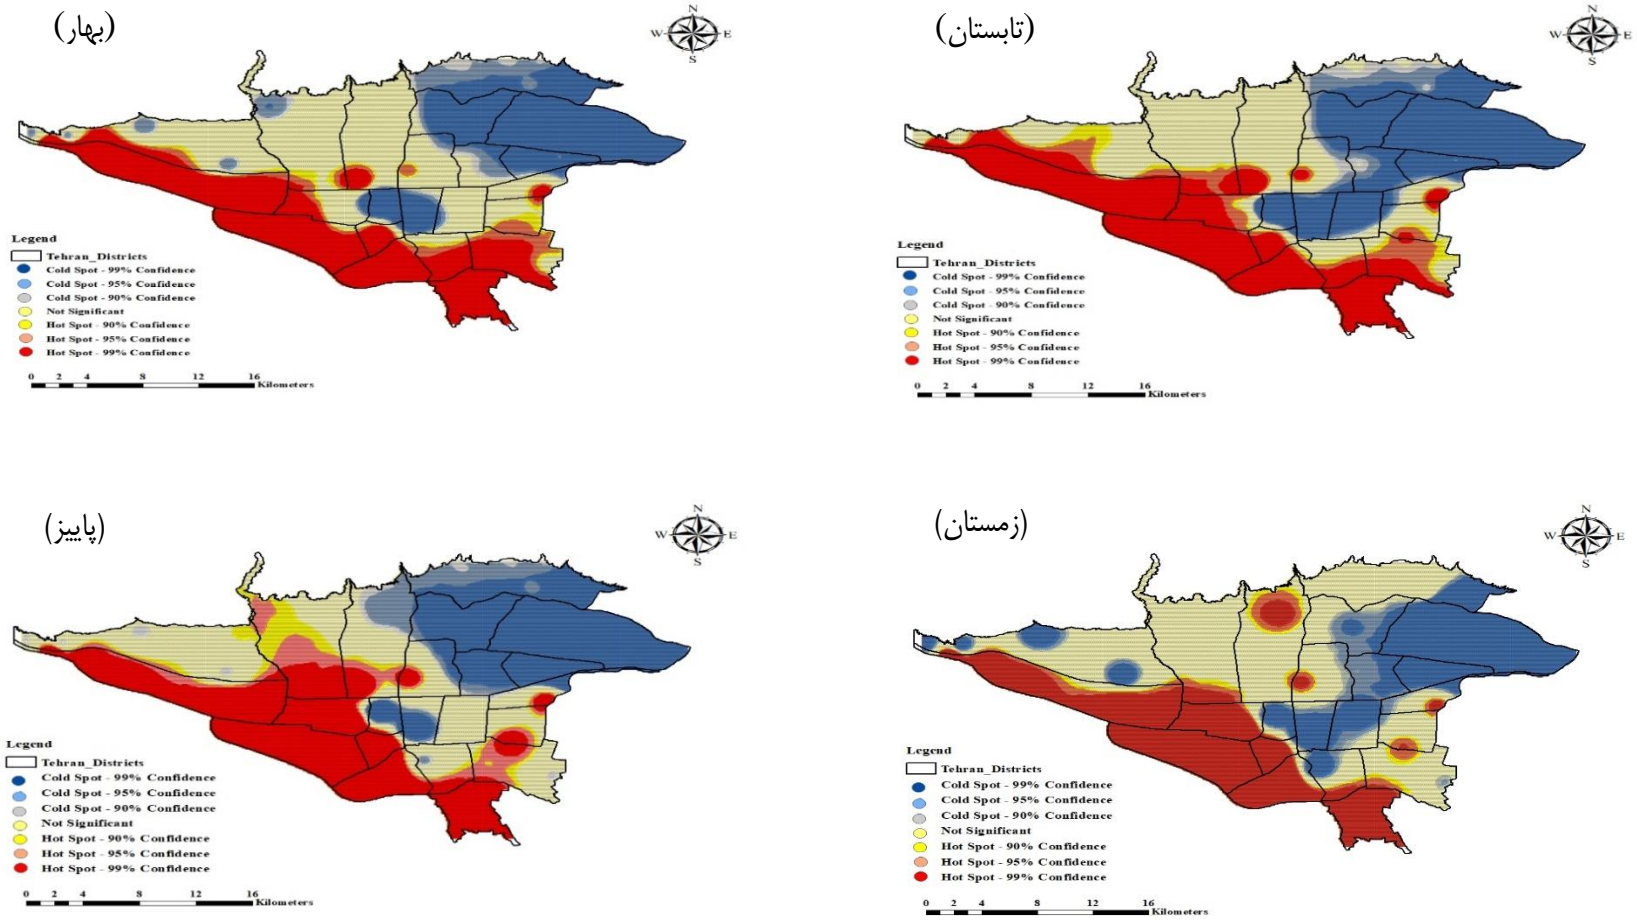 (بهار)
N
W E
S
Legend
Tehran_Districts
Cold Spot - 99% Confidence
Cold Spot - 95% Confidence
Cold Spot - 90% Confidence
Not Significant
Hot Spot - 90% Confidence
Hot Spot - 95% Confidence
Hot Spot - 99% Confidence
0 2 4 8 12 16
Kilometers
(تابستان)
N
W E
S
Legend
Tehran_Districts
Cold Spot - 99% Confidence
Cold Spot - 95% Confidence
Cold Spot - 90% Confidence
Not Significant
Hot Spot - 90% Confidence
Hot Spot - 95% Confidence
Hot Spot - 99% Confidence
0 2 4 8 12 16
Kilometers
(پاییز)
N
W E
S
Legend
Tehran_Districts
Cold Spot - 99% Confidence
Cold Spot - 95% Confidence
Cold Spot - 90% Confidence
Not Significant
Hot Spot - 90% Confidence
Hot Spot - 95% Confidence
Hot Spot - 99% Confidence
0 2 4 8 12 16
Kilometers
(زمستان)
N
W E
S
Legend
Tehran_Districts
Cold Spot - 99% Confidence
Cold Spot - 95% Confidence
Cold Spot - 90% Confidence
Not Significant
Hot Spot - 90% Confidence
Hot Spot - 95% Confidence
Hot Spot - 99% Confidence
0 2 4 8 12 16
Kilometers